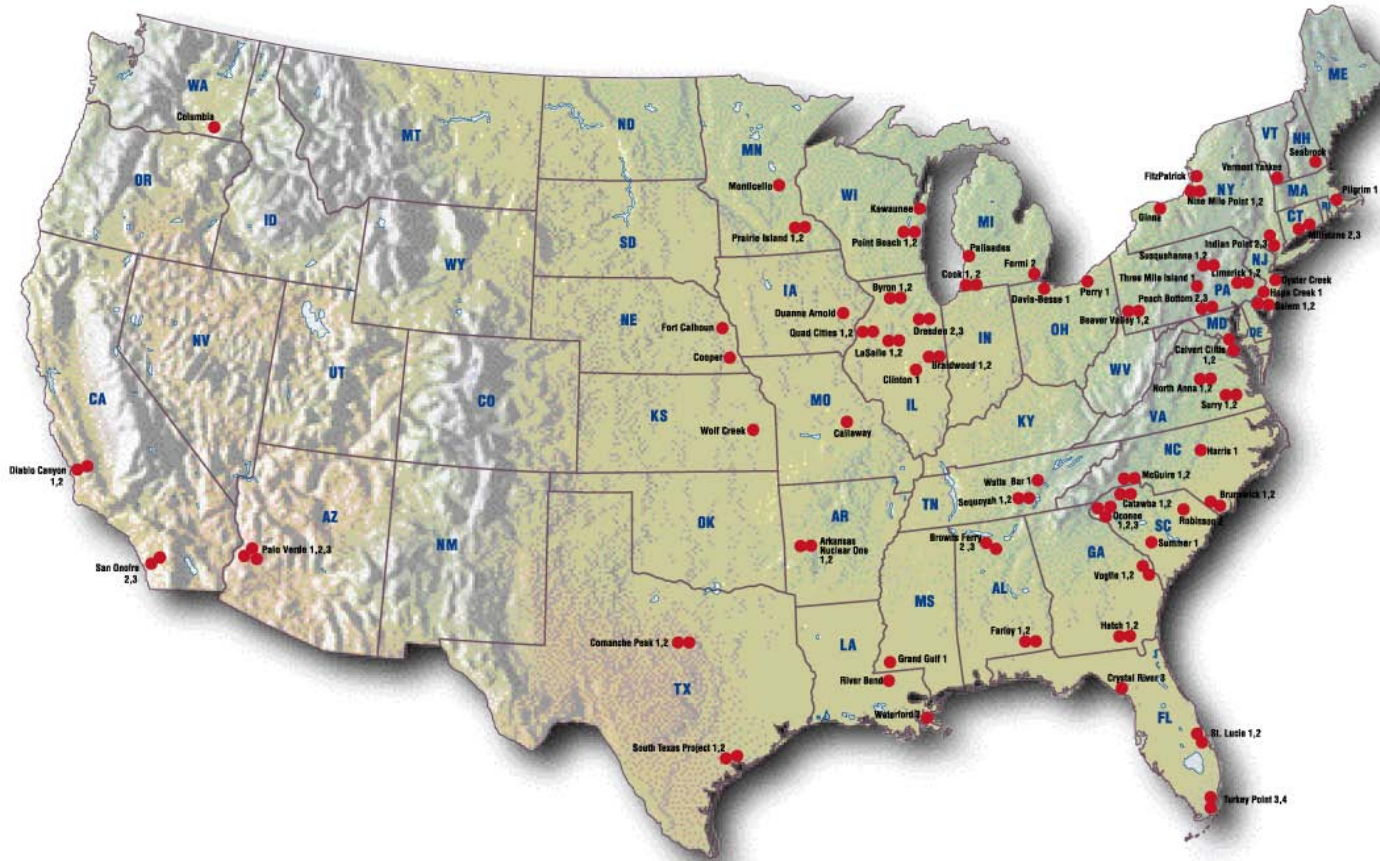 WA
Columbia
OR
ID
MT
ND
SD
WY
NE
NV
UT
CO
CA
AZ
NM
KS
OK
TX
MN
Monticello
Prairie Island 1,2
WI
Kewaunee
Point Beach 1,2
MI
Palisades
Cook 1, 2
Fermi 2
Davis-Besse 1
Perry 1
IA
Duanne Arnold
Fort Calhoun
Cooper
Byron 1,2
Quad Cities 1,2
Dresden 2,3
LaSalle 1,2
Braidwood 1,2
Clinton 1
IL
IN
OH
WV
KY
VA
MO
Callaway
Wolf Creek
Diablo Canyon
1,2
San Onofre
2,3
Palo Verde 1,2,3
Comanche Peak 1,2
South Texas Project 1,2
AR
Arkansas
Nuclear One
1,2
LA
River Bend
Waterford 3
MS
Grand Gulf 1
TN
Watts Bar 1
Sequoyah 1,2
Browns Ferry
2,3
AL
Farley 1,2
GA
Hatch 1,2
Vogtle 1,2
FL
Crystal River 3
St. Lucie 1,2
Turkey Point 3,4
NC
Harris 1
McGuire 1,2
Catawba 1,2
Oconee
1,2,3
Brunswick 1,2
SC
Robinson 2
Summer 1
North Anna 1,2
Surry 1,2
MD
DE
Calvert Cliffs
1,2
PA
Beaver Valley 1,2
Peach Bottom 2,3
Three Mile Island 1
Susquehanna 1,2
Limerick 1,2
NJ
Oyster Creek
Hope Creek 1
Salem 1,2
NY
FitzPatrick
Nine Mile Point 1,2
Ginna
Indian Point 2,3
CT
Millstone 2,3
RI
MA
Pilgrim 1
VT
Vermont Yankee
NH
Seabrook
ME